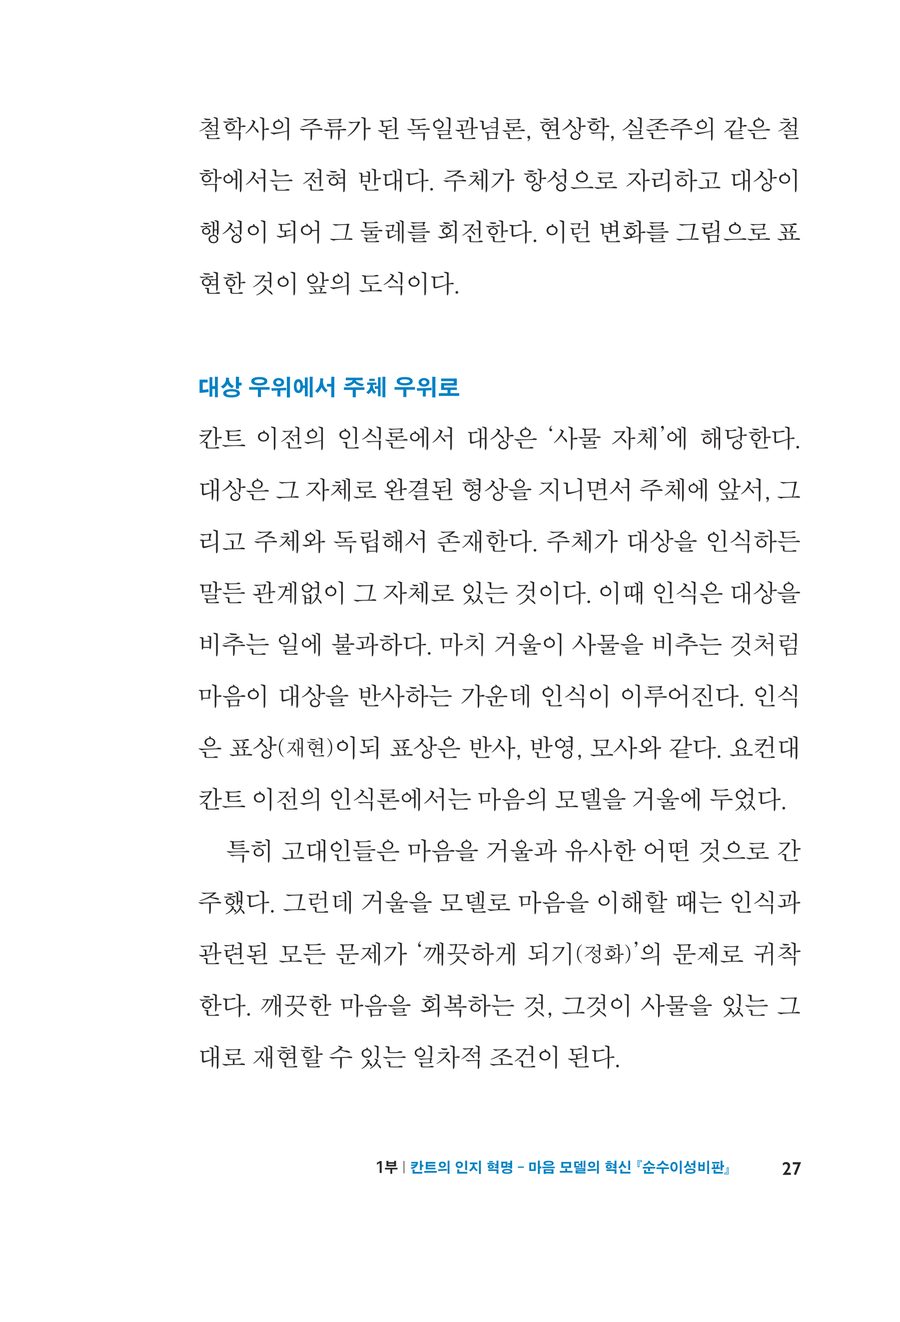 철학사의 주류가 된 독일관념론, 현상학, 실존주의 같은 철
학에서는 전혀 반대다. 주체가 항성으로 자리하고 대상이
행성이 되어 그 둘레를 회전한다. 이런 변화를 그림으로 표
현한 것이 앞의 도식이다.
대상 우위에서 주체 우위로
칸트 이전의 인식론에서 대상은 ‘사물 자체’에 해당한다.
대상은 그 자체로 완결된 형상을 지니면서 주체에 앞서, 그
리고 주체와 독립해서 존재한다. 주체가 대상을 인식하든
말든 관계없이 그 자체로 있는 것이다. 이때 인식은 대상을
비추는 일에 불과하다. 마치 거울이 사물을 비추는 것처럼
마음이 대상을 반사하는 가운데 인식이 이루어진다. 인식
은 표상(재현)이되 표상은 반사, 반영, 모사와 같다. 요컨대
칸트 이전의 인식론에서는 마음의 모델을 거울에 두었다.
특히 고대인들은 마음을 거울과 유사한 어떤 것으로 간
주했다. 그런데 거울을 모델로 마음을 이해할 때는 인식과
관련된 모든 문제가 ‘깨끗하게 되기(정화)’의 문제로 귀착
한다. 깨끗한 마음을 회복하는 것, 그것이 사물을 있는 그
대로 재현할 수 있는 일차적 조건이 된다.
1부 | 칸트의 인지 혁명 - 마음 모델의 혁신 『순수이성비판』 27